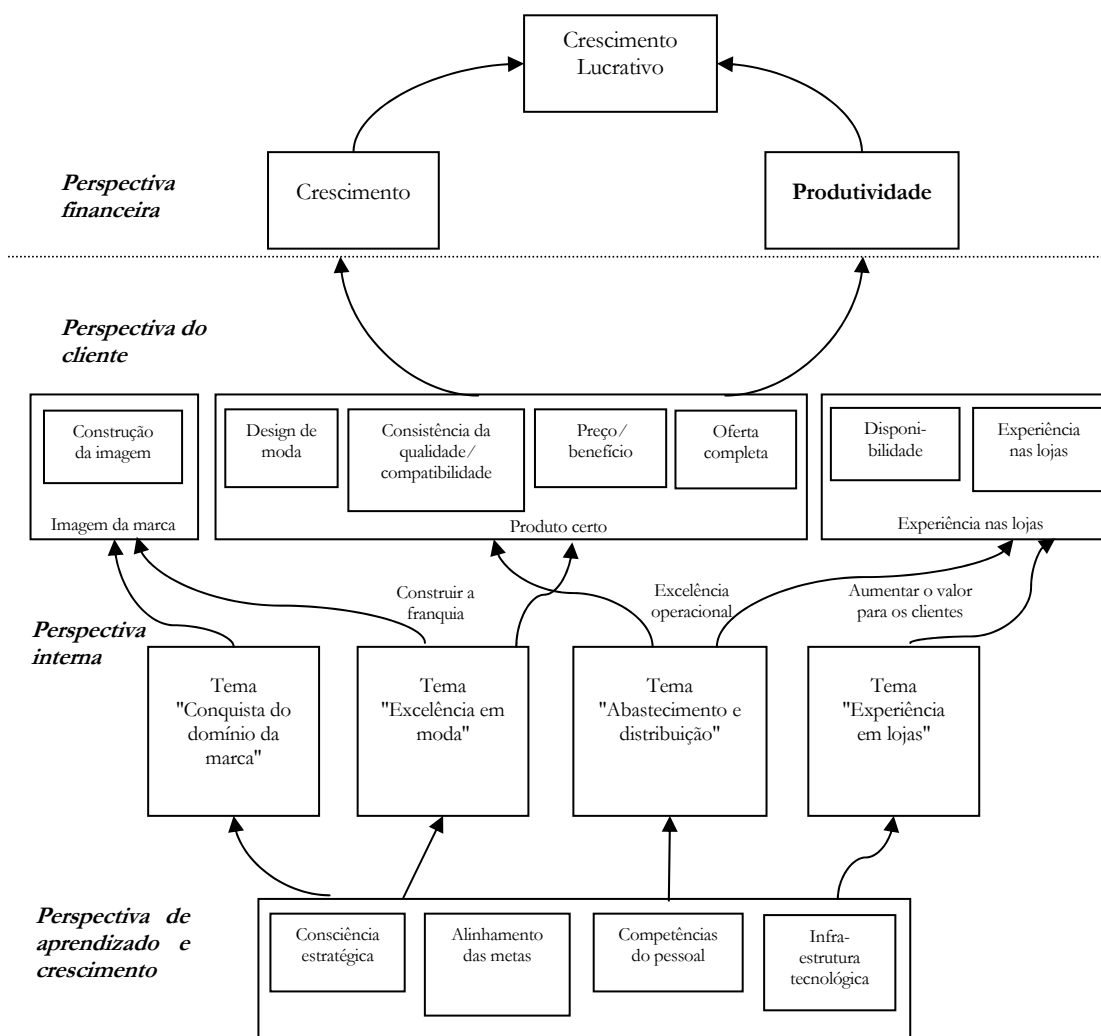 Crescimento
Lucrativo
Perspectiva
financeira
Crescimento
Produtividade
Perspectiva do
cliente
Construção
da imagem
Imagem da marca
Design de
moda
Consistência da
qualidade/
compatibilidade
Preço/
benefício
Oferta
completa
Produto certo
Disponi-
bilidade
Experiência
nas lojas
Experiência nas lojas
Construir a
franquia
Excelência
operacional
Aumentar o valor
para os clientes
Perspectiva
interna
Tema
"Conquista do
domínio da
marca"
Tema
"Excelência em
moda"
Tema
"Abastecimento e
distribuição"
Tema
"Experiência
em lojas"
Perspectiva de
aprendizado e
crescimento
Consciência
estratégica
Alinhamento
das metas
Competências
do pessoal
Infra-
estrutura
tecnológica